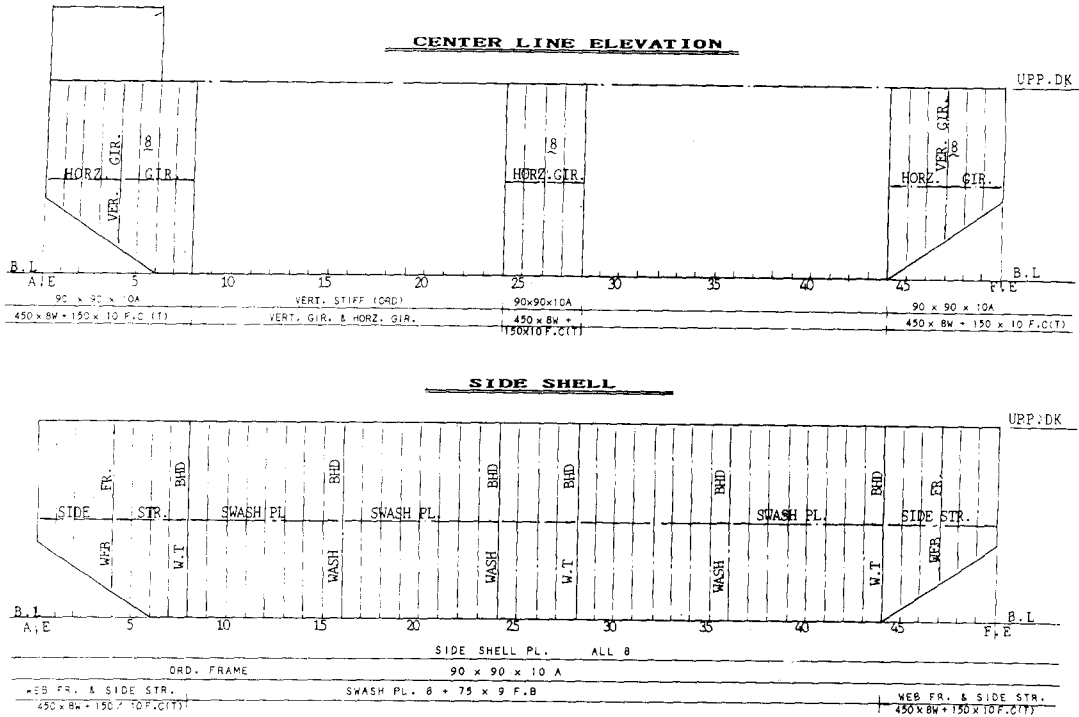 CENTER LINE ELEVATION
UPP.DK
HORZ. GIR.
VER. GIR.
8
HORZ. GIR.
8
HORZ. GIR.
VER. GIR.
8
B.L
A.E 5 10 15 20 25 30 35 40 45 F.E
B.L
90 x 90 x 10A VERT. STIFF (ORD) 90x90x10A 90 x 90 x 10A
450 x 8W + 150 x 10 F.C (T) VERT. GIR. & HORZ. GIR. 450 x 8W + 450 x 8W + 150 x 10 F.C(T)
150X10 F.C(T)
SIDE SHELL
UPP.DK
FR. BHD BHD BHD BHD BHD BHD FR.
SIDE STR. SWASH PL SWASH PL. SWASH PL. SIDE STR.
WEB W.T WASH WASH W.T WASH W.T WEB
B.L
A.E 5 10 15 20 25 30 35 40 45 F.E
B.L
SIDE SHELL PL. ALL 8
ORD. FRAME 90 x 90 x 10 A
WEB FR. & SIDE STR. SWASH PL. 8 + 75 x 9 F.B WEB FR. & SIDE STR.
450 x 8W + 150 / 10 F.C(T) 450 x 8W + 150 x 10 F.C(T)